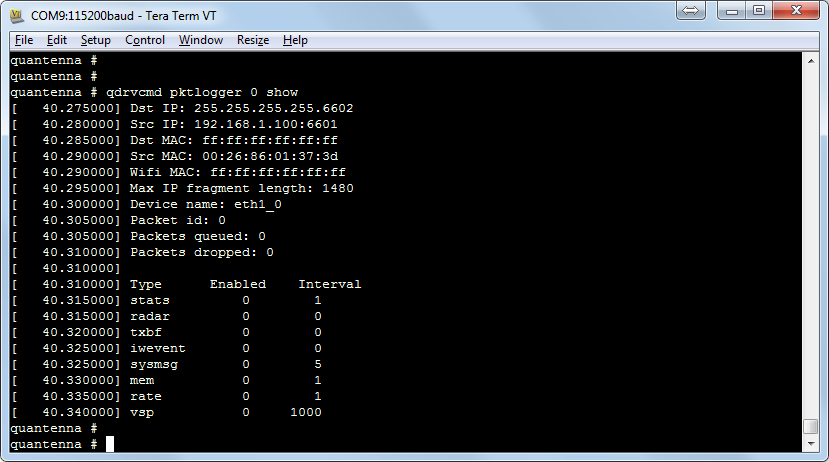 COM9:115200baud - Tera Term VT
File Edit Setup Control Window Resize Help
quantenna #
quantenna #
quantenna # qdrvcmd pktlogger 0 show
[   40.275000] Dst IP: 255.255.255.255.6602
[   40.280000] Src IP: 192.168.1.100:6601
[   40.285000] Dst MAC: ff:ff:ff:ff:ff:ff
[   40.290000] Src MAC: 00:26:86:01:37:3d
[   40.290000] Wifi MAC: ff:ff:ff:ff:ff:ff
[   40.295000] Max IP fragment length: 1480
[   40.300000] Device name: eth1_0
[   40.305000] Packet id: 0
[   40.305000] Packets queued: 0
[   40.310000] Packets dropped: 0
[   40.310000]
[   40.310000] Type      Enabled    Interval
[   40.315000] stats         0        1
[   40.315000] radar         0        0
[   40.320000] txbf          0        0
[   40.325000] iwevent       0        0
[   40.325000] sysmsg        0        5
[   40.330000] mem           0        1
[   40.335000] rate          0        1
[   40.340000] vsp           0     1000
quantenna #
quantenna #